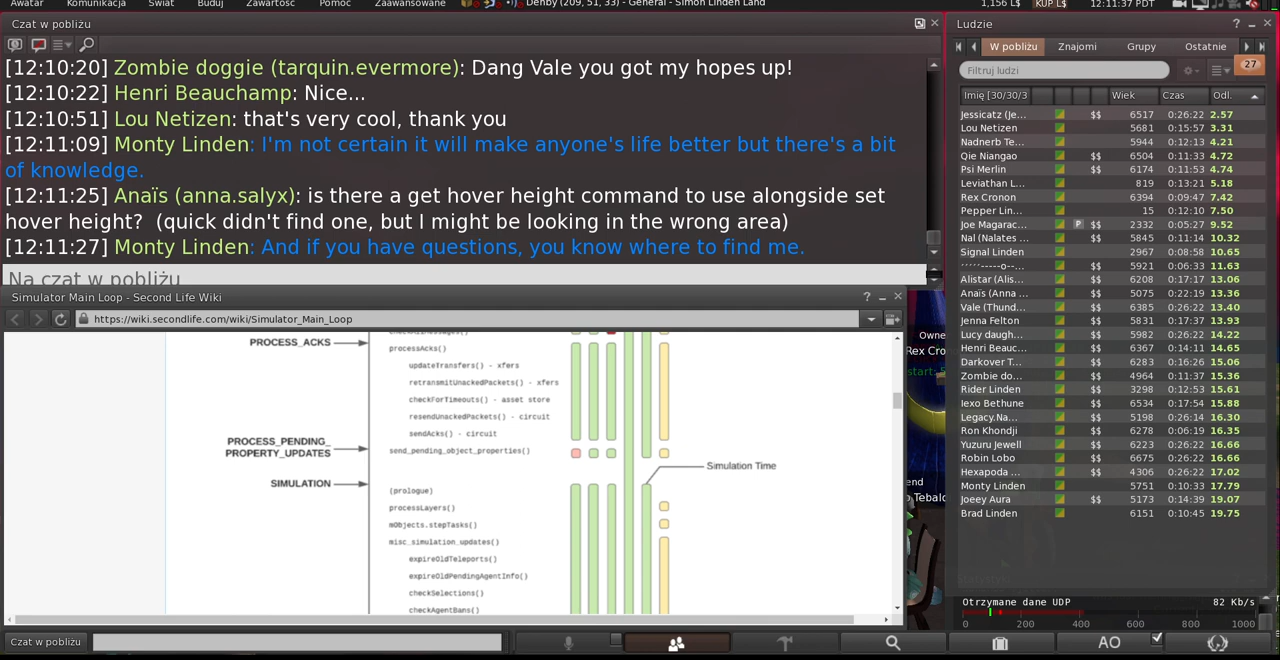 Awatar Komunikacja Świat Buduj Zawartość Pomoc Zaawansowane Denby (209, 51, 33) - General - Simon Linden Land 1,156 L$ KUP L$ 12:11:37 PDT
Czat w pobliżu
[12:10:20] Zombie doggie (tarquin.evermore): Dang Vale you got my hopes up!
[12:10:22] Henri Beauchamp: Nice...
[12:10:51] Lou Netizen: that's very cool, thank you
[12:11:09] Monty Linden: I'm not certain it will make anyone's life better but there's a bit
of knowledge.
[12:11:25] Anaïs (anna.salyx): is there a get hover height command to use alongside set
hover height?  (quick didn't find one, but I might be looking in the wrong area)
[12:11:27] Monty Linden: And if you have questions, you know where to find me.
Na czat w pobliżu
Simulator Main Loop - Second Life Wiki
https://wiki.secondlife.com/wiki/Simulator_Main_Loop
PROCESS_ACKS
processAcks()
updateTransfers() - xfers
retransmitUnackedPackets() - xfers
checkForTimeouts() - asset store
resendUnackedPackets() - circuit
sendAcks() - circuit
PROCESS_PENDING_
PROPERTY_UPDATES
send_pending_object_properties()
Simulation Time
SIMULATION
(prologue)
processLayers()
mObjects.stepTasks()
misc_simulation_updates()
expireOldTeleports()
expireOldPendingAgentInfo()
checkSelections()
checkAgentBans()
Owne
Rex Cro
start: 5
end
o Tebalo
Czat w pobliżu
Ludzie
W pobliżu Znajomi Grupy Ostatnie
Filtruj ludzi
27
Imię [30/30/3 Wiek Czas Odl.
Jessicatz (Je... $$ 6517 0:26:22 2.57
Lou Netizen 5681 0:15:57 3.31
Nadnerb Te... 5944 0:12:13 4.21
Qie Niangao $$ 6504 0:11:33 4.72
Psi Merlin $$ 6174 0:11:53 4.74
Leviathan L... 819 0:13:21 5.18
Rex Cronon 6394 0:09:47 7.42
Pepper Lin... 15 0:12:10 7.50
Joe Magarac... P $$ 2332 0:05:27 9.52
Nal (Nalates ... $$ 5845 0:11:14 10.32
Signal Linden 2967 0:08:58 10.65
$$ 5921 0:06:33 11.63
Alistar (Alis... $$ 6208 0:17:17 13.06
Anaïs (Anna ... $$ 5075 0:22:19 13.36
Vale (Thund... $$ 6385 0:26:22 13.40
Jenna Felton 5831 0:17:37 13.93
Lucy daugh... $$ 5982 0:26:22 14.22
Henri Beauc... $$ 6367 0:14:11 14.65
Darkover T... $$ 6283 0:16:26 15.06
Zombie do... $$ 4964 0:11:37 15.36
Rider Linden $$ 3298 0:12:53 15.61
Iexo Bethune $$ 6534 0:17:54 15.88
Legacy.Na... $$ 5198 0:26:14 16.30
Ron Khondji $$ 6278 0:06:19 16.35
Yuzuru Jewell $$ 6223 0:26:22 16.66
Robin Lobo $$ 6675 0:26:22 16.66
Hexapoda ... $$ 4306 0:26:22 17.02
Monty Linden 5751 0:10:33 17.79
Joeey Aura $$ 5173 0:14:39 19.07
Brad Linden 6151 0:10:45 19.75
Otrzymane dane UDP 82 Kb/s
0 200 400 600 800 1000
AO